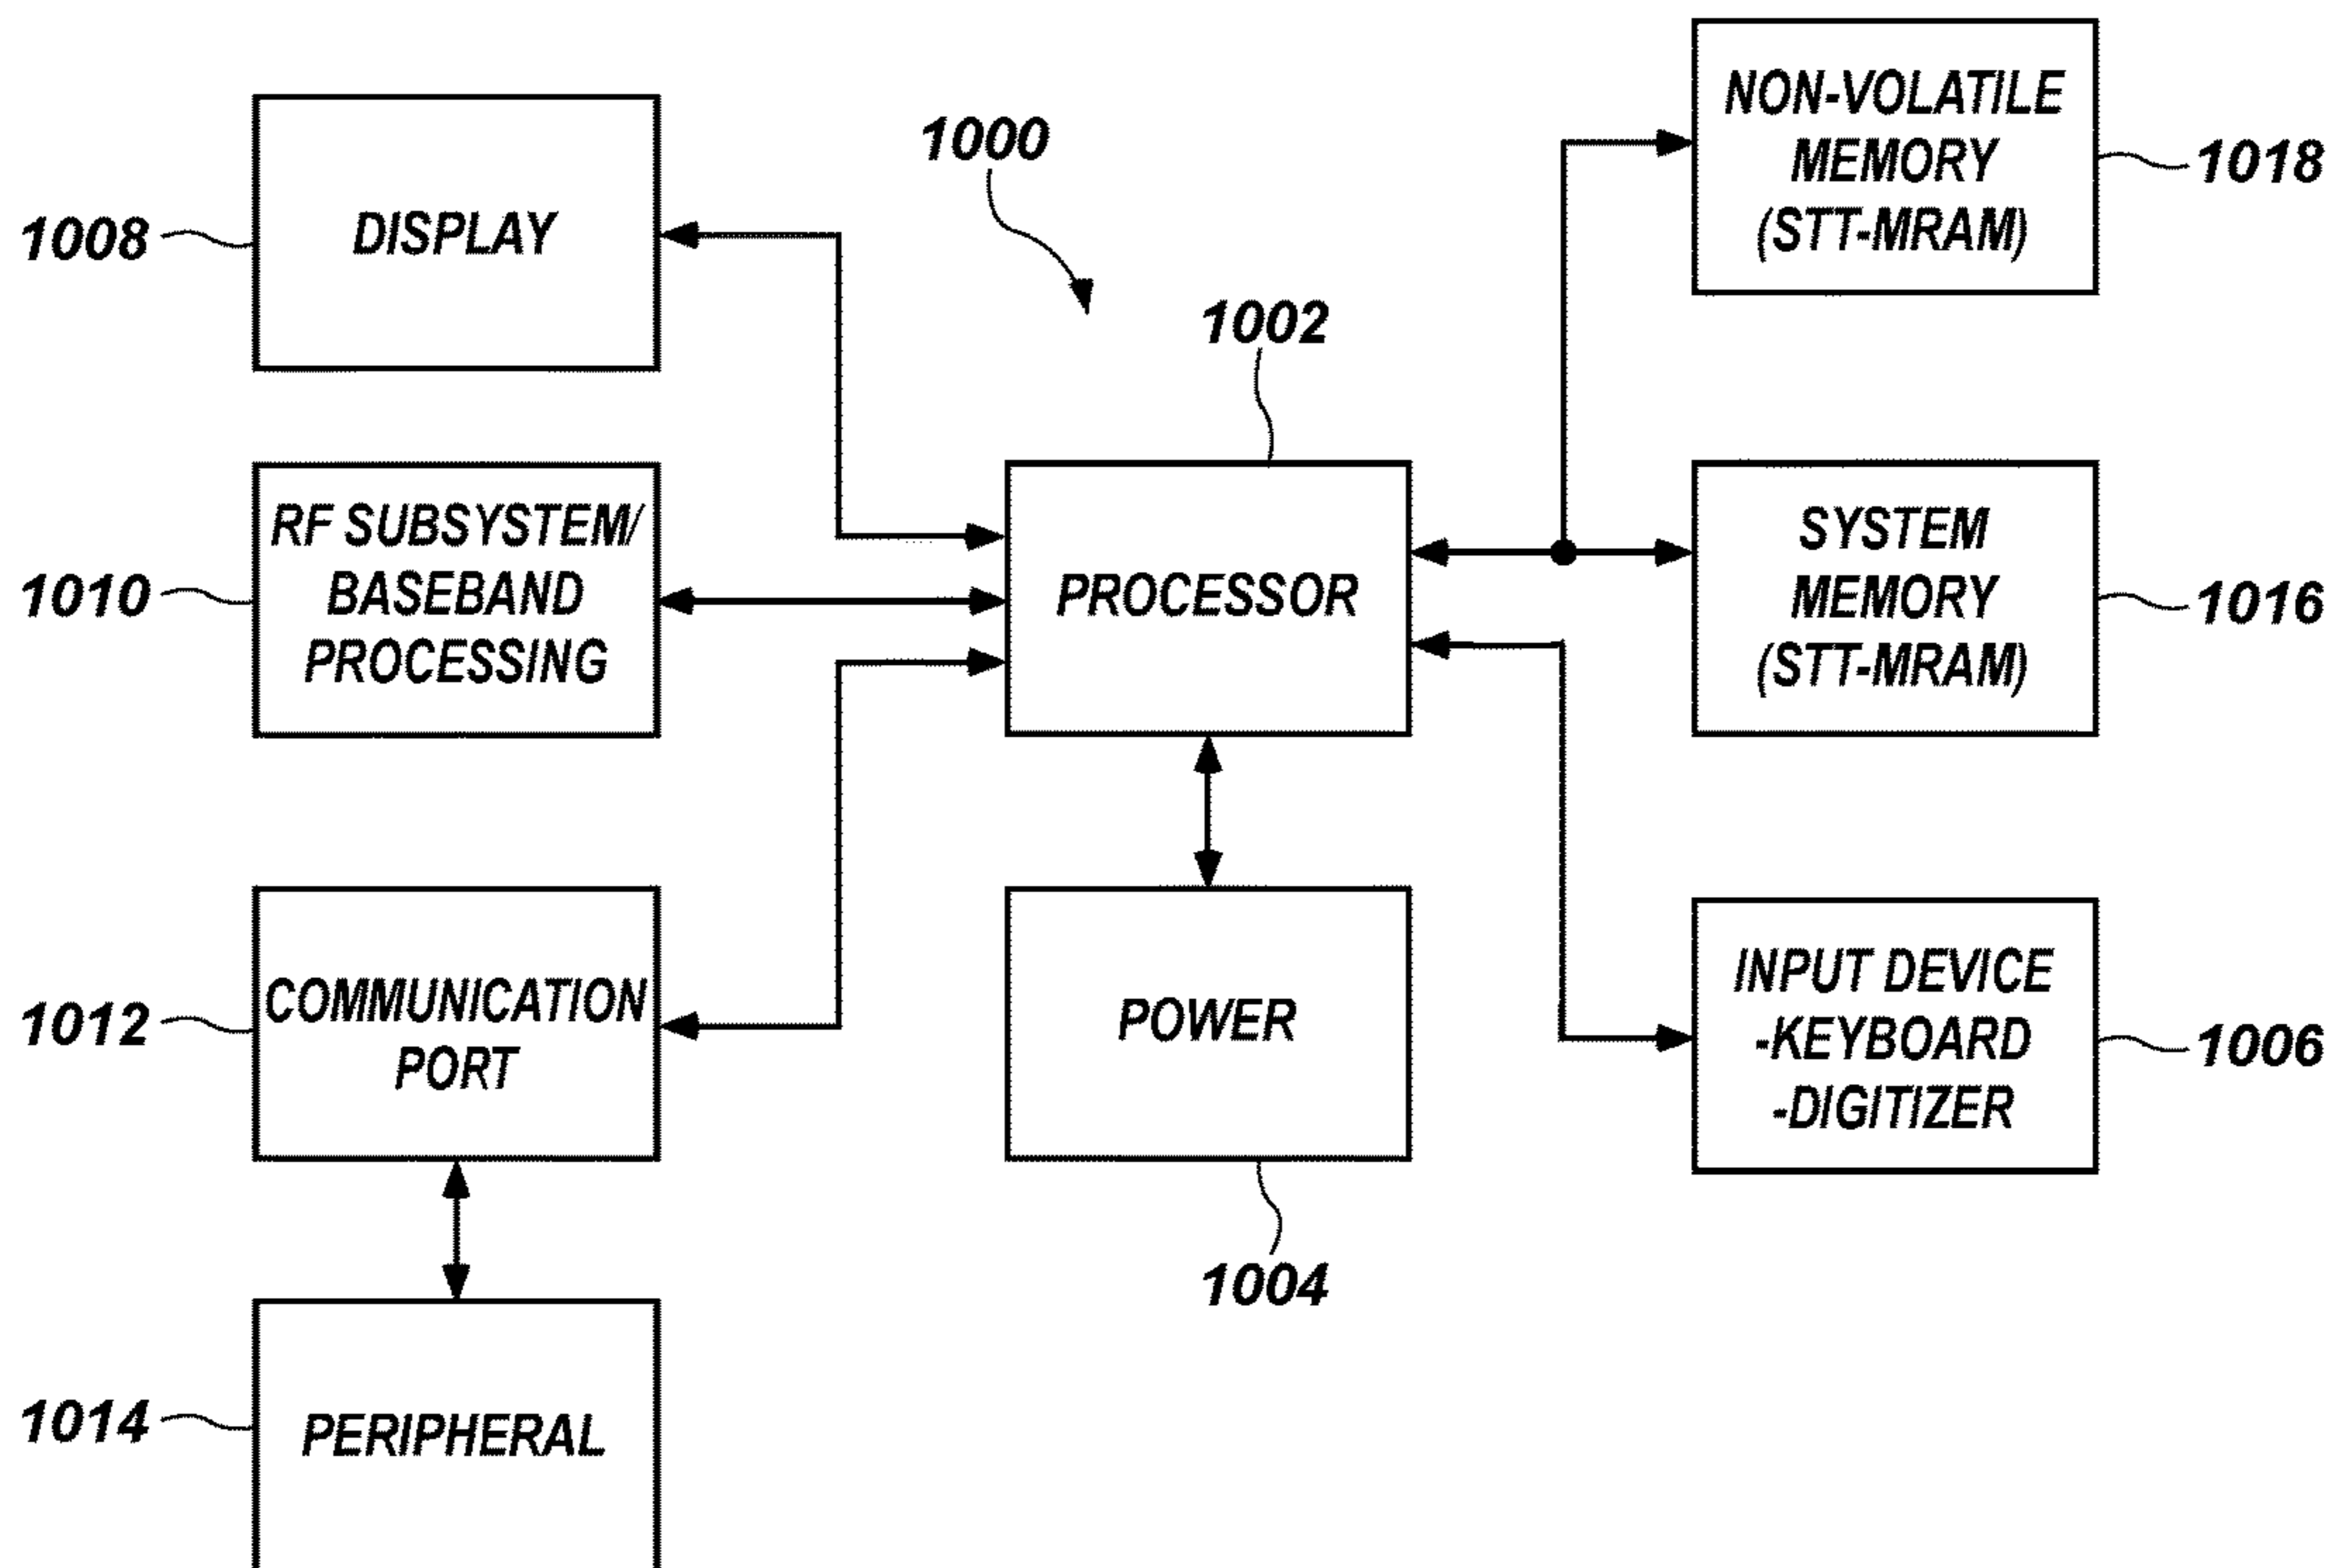 1000
1008
DISPLAY
NON-VOLATILE
MEMORY
(STT-MRAM)
1018
1002
1010
RF SUBSYSTEM/
BASEBAND
PROCESSING
PROCESSOR
SYSTEM
MEMORY
(STT-MRAM)
1016
1012
COMMUNICATION
PORT
POWER
1004
INPUT DEVICE
-KEYBOARD
-DIGITIZER
1006
1014
PERIPHERAL